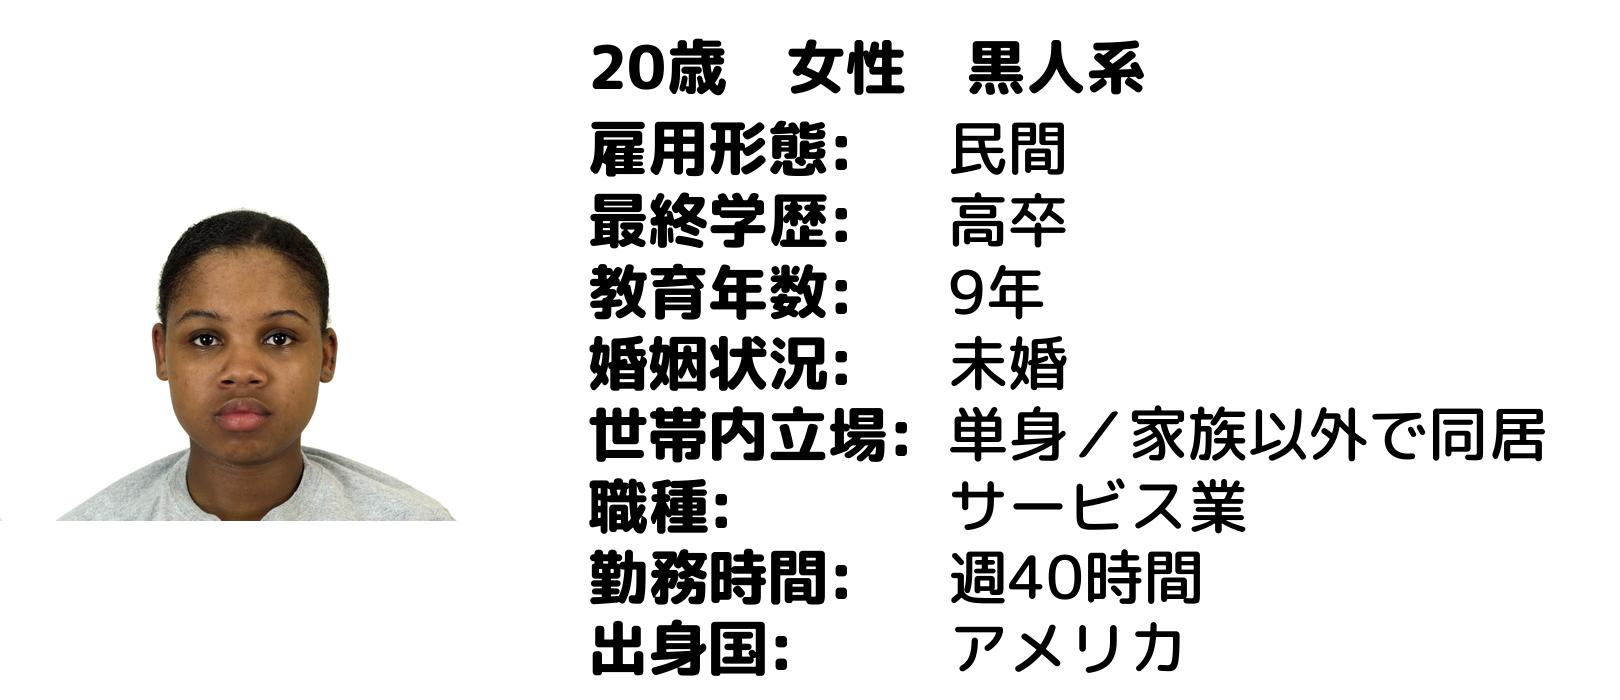 20歳　女性　黒人系
雇用形態:　民間
最終学歴:　高卒
教育年数:　9年
婚姻状況:　未婚
世帯内立場:　単身／家族以外で同居
職種:　サービス業
勤務時間:　週40時間
出身国:　アメリカ